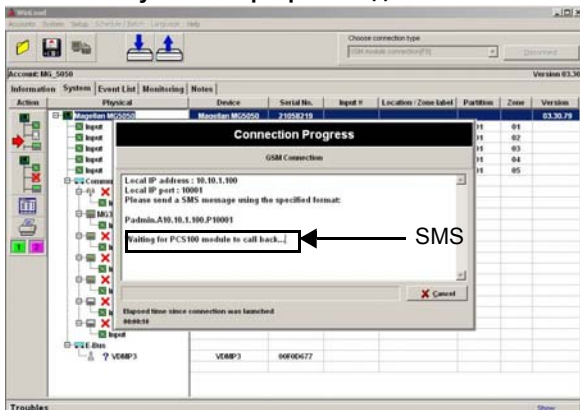 WinLoad
Accounts System Setup Schedule / Batch Language Help
Choose connection type
GSM module connection(F9)
Disconnect
Account: MG_5050
Version 03.30
Information System Event List Monitoring Notes
Action Physical Device Serial No. Input # Location / Zone label Partition Zone Version
Magellan MG5050 Magellan MG5050 21058219 03.30.79
Input 01
Input 02
Input 03
Input 04
Input 05
Connection Progress
GSM Connection
Local IP address : 10.10.1.100
Local IP port : 10001
Please send a SMS message using the specified format:
Padmin.A10.10.1.100.P10001
Waiting for PCS100 module to call back...
SMS
Cancel
Elapsed time since connection was launched
00:00:50
Input
E-Bus
? VDMP3 VDMP3 00F0D677
Troubles
Show